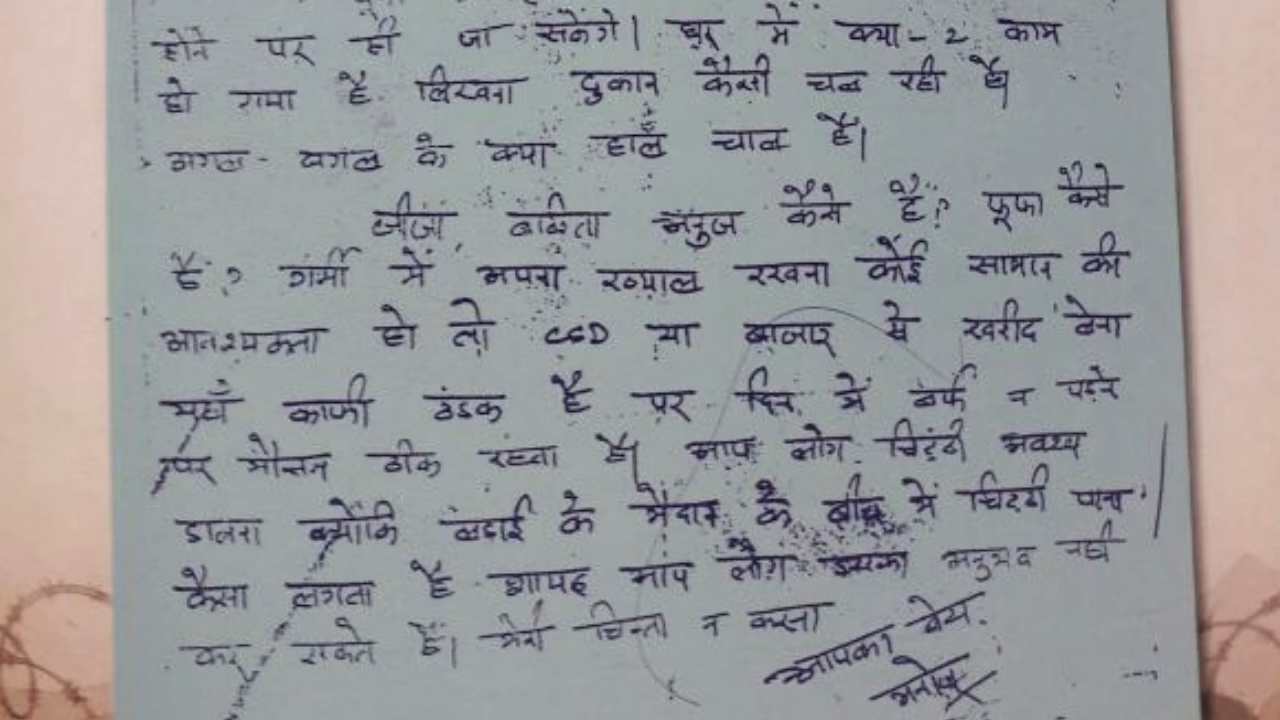 होने पर ही जा सकेंगे। घर में क्या-2 काम
हो गया है लिखना दुकान कैसी चल रही है।
अगल-बगल के क्या हाल चाल है।
जीजा, बबिता कैसे हैं? फूफा कैसे
हैं? गर्मी में अपना ख्याल रखना कोई सामान की
आवश्यकता हो तो CSD या बाजार से खरीद लेना
यहाँ काफी ठंडक है पर दिन में बर्फ न पड़ने
पर मौसम ठीक रहता है। आप लोग चिट्ठी अवश्य
डालना क्योंकि लड़ाई के मैदान के बीच में चिट्ठी पाना
कैसा लगता है शायद आप लोग इसका अनुभव नहीं
कर सकते हैं। मेरी चिन्ता न करना
आपका बेटा
मनोज